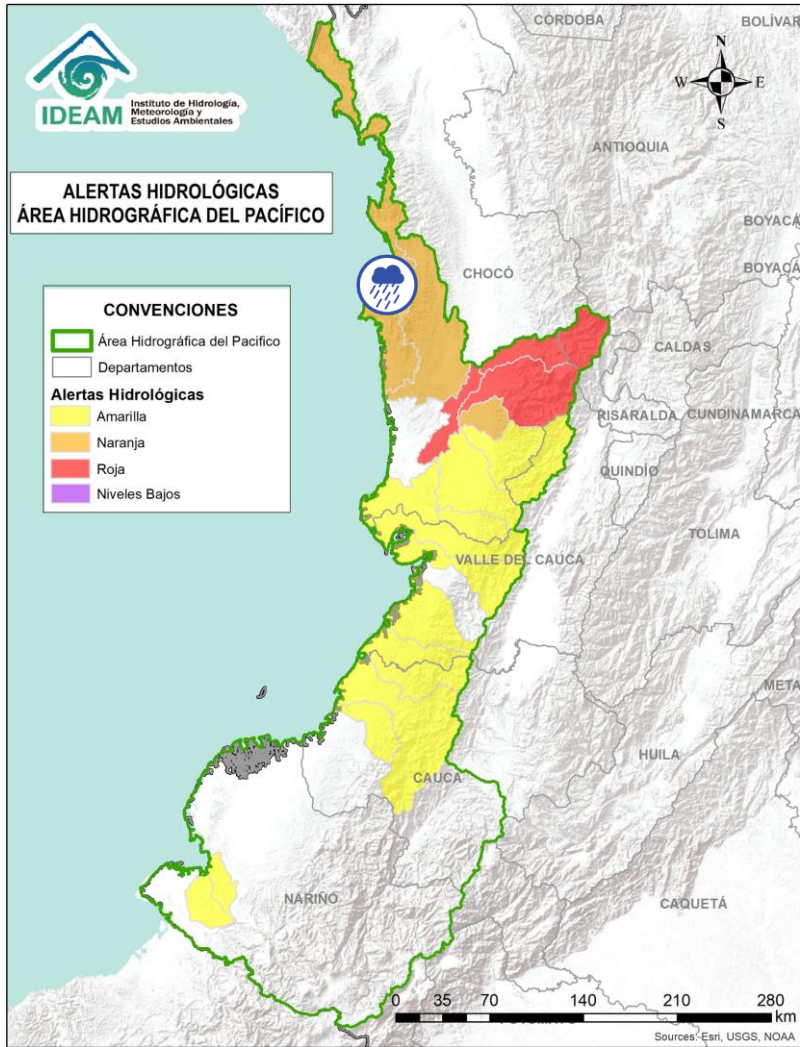 CÓRDOBA
BOLÍVAR
IDEAM
Instituto de Hidrología,
Meteorología y
Estudios Ambientales
N
W
E
S
ANTIOQUIA
ALERTAS HIDROLÓGICAS
ÁREA HIDROGRÁFICA DEL PACÍFICO
BOYACÁ
BOYACÁ
CHOCÓ
CONVENCIONES
Área Hidrográfica del Pacifico
Departamentos
Alertas Hidrológicas
Amarilla
Naranja
Roja
Niveles Bajos
CALDAS
RISARALDA
CUNDINAMARCA
QUINDÍO
TOLIMA
VALLE DEL CAUCA
META
HUILA
CAUCA
NARIÑO
CAQUETÁ
0 35 70 140 210 280
km
Sources: Esri, USGS, NOAA